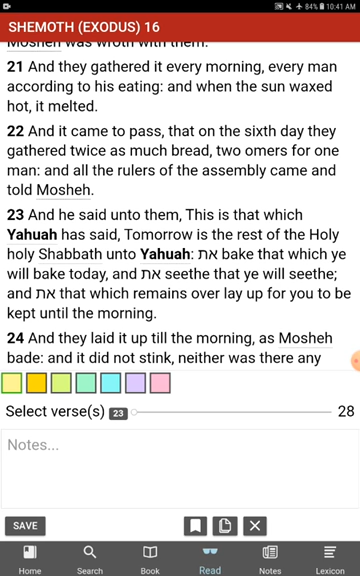 84% 10:41 AM
SHEMOTH (EXODUS) 16
Mosheh was wroth with them.
21 And they gathered it every morning, every man
according to his eating: and when the sun waxed
hot, it melted.
22 And it came to pass, that on the sixth day they
gathered twice as much bread, two omers for one
man: and all the rulers of the assembly came and
told Mosheh.
23 And he said unto them, This is that which
Yahuah has said, Tomorrow is the rest of the Holy
holy Shabbath unto Yahuah: את bake that which ye
will bake today, and את seethe that ye will seethe;
and את that which remains over lay up for you to be
kept until the morning.
24 And they laid it up till the morning, as Mosheh
bade: and it did not stink, neither was there any
Select verse(s) 23 28
Notes...
SAVE
Home Search Book Read Notes Lexicon